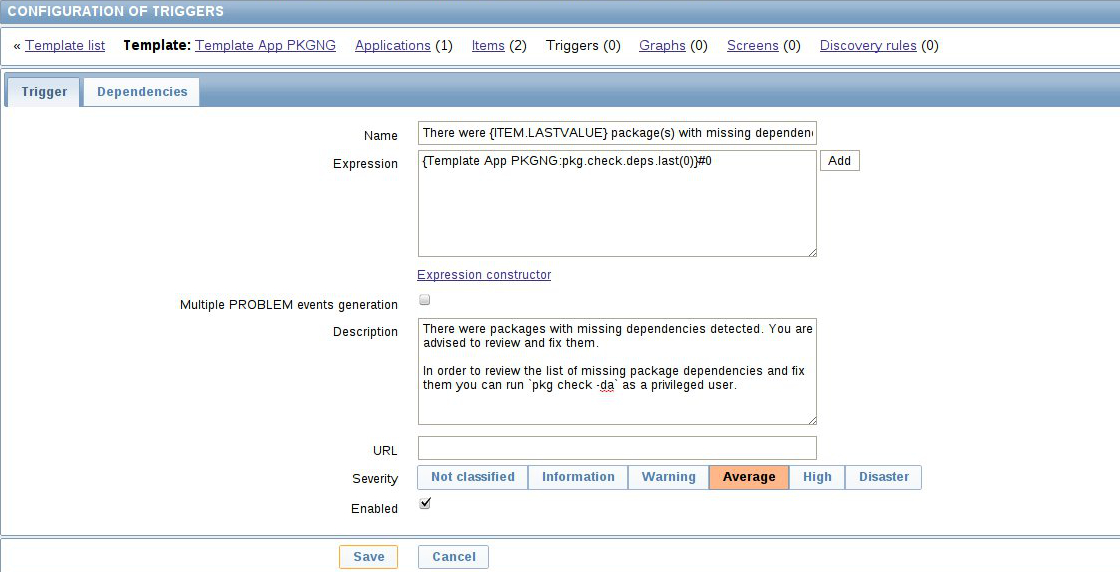 CONFIGURATION OF TRIGGERS
« Template list Template: Template App PKGNG Applications (1) Items (2) Triggers (0) Graphs (0) Screens (0) Discovery rules (0)
Trigger Dependencies
Name There were {ITEM.LASTVALUE} package(s) with missing dependen
Expression {Template App PKGNG:pkg.check.deps.last(0)}#0 Add
Expression constructor
Multiple PROBLEM events generation
Description There were packages with missing dependencies detected. You are
advised to review and fix them.
In order to review the list of missing package dependencies and fix
them you can run `pkg check -da` as a privileged user.
URL
Severity Not classified Information Warning Average High Disaster
Enabled
Save Cancel